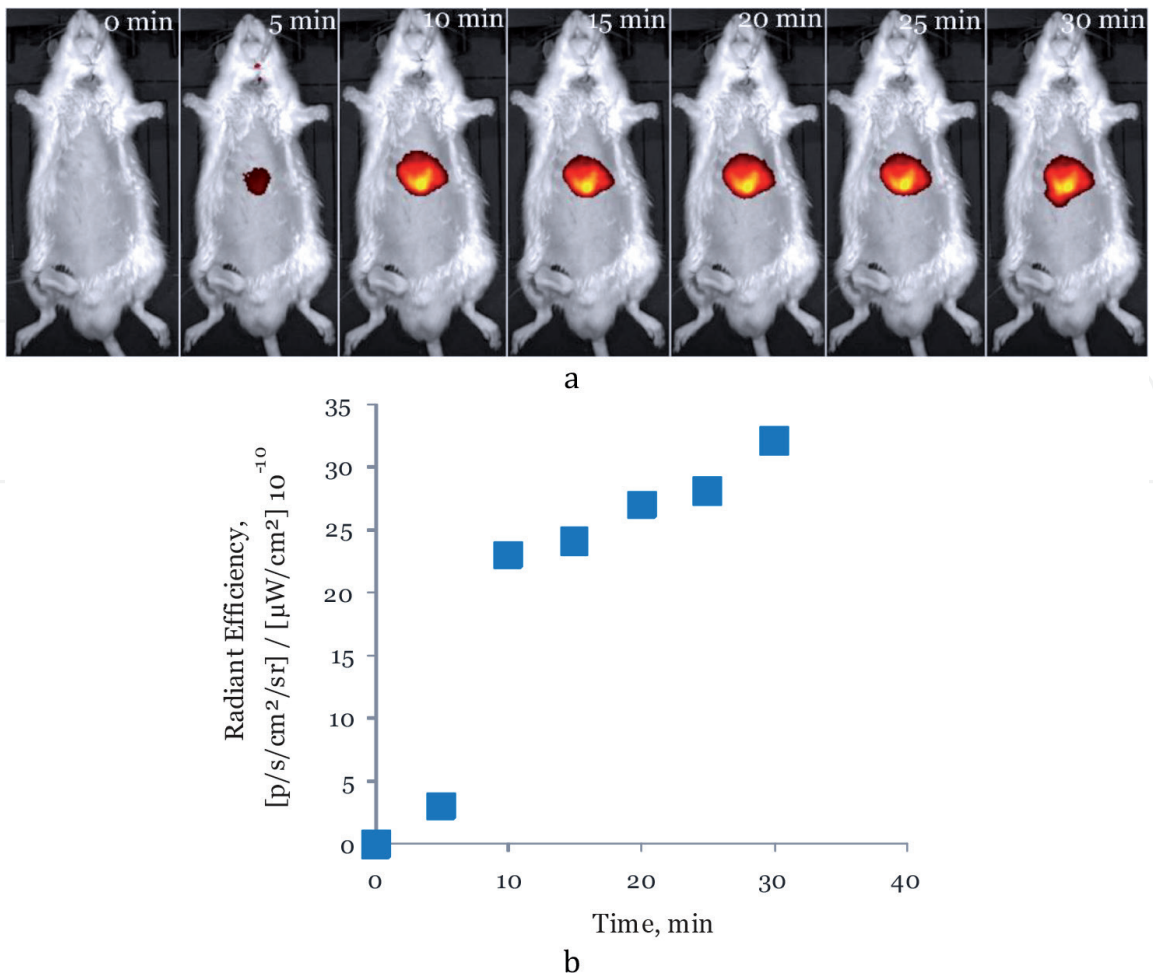 0 min 5 min 10 min 15 min 20 min 25 min 30 min
a
35
30
25
20
15
10
5
0
Radiant Efficiency,
[p/s/cm²/sr] / [µW/cm²] 10⁻¹⁰
0 10 20 30 40
Time, min
b